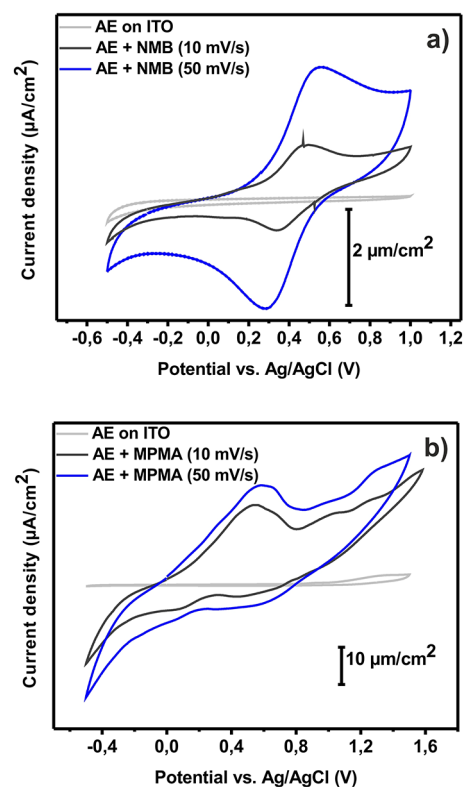 AE on ITO
AE + NMB (10 mV/s)
AE + NMB (50 mV/s)
a)
Current density (µA/cm²)
2 µm/cm²
-0,6 -0,4 -0,2 0,0 0,2 0,4 0,6 0,8 1,0 1,2
Potential vs. Ag/AgCl (V)
AE on ITO
AE + MPMA (10 mV/s)
AE + MPMA (50 mV/s)
b)
Current density (µA/cm²)
10 µm/cm²
-0,4 0,0 0,4 0,8 1,2 1,6
Potential vs. Ag/AgCl (V)